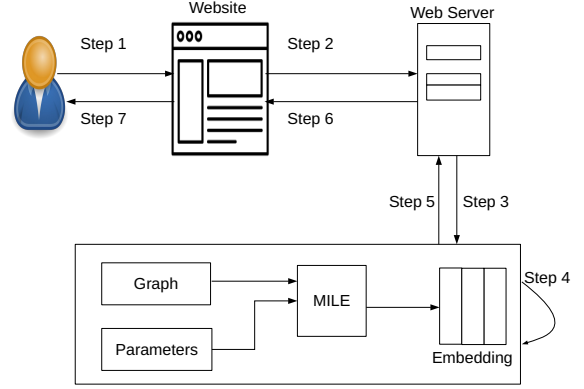 Website
Web Server
Step 1
Step 2
Step 7
Step 6
Step 5
Step 3
Step 4
Graph
MILE
Parameters
Embedding